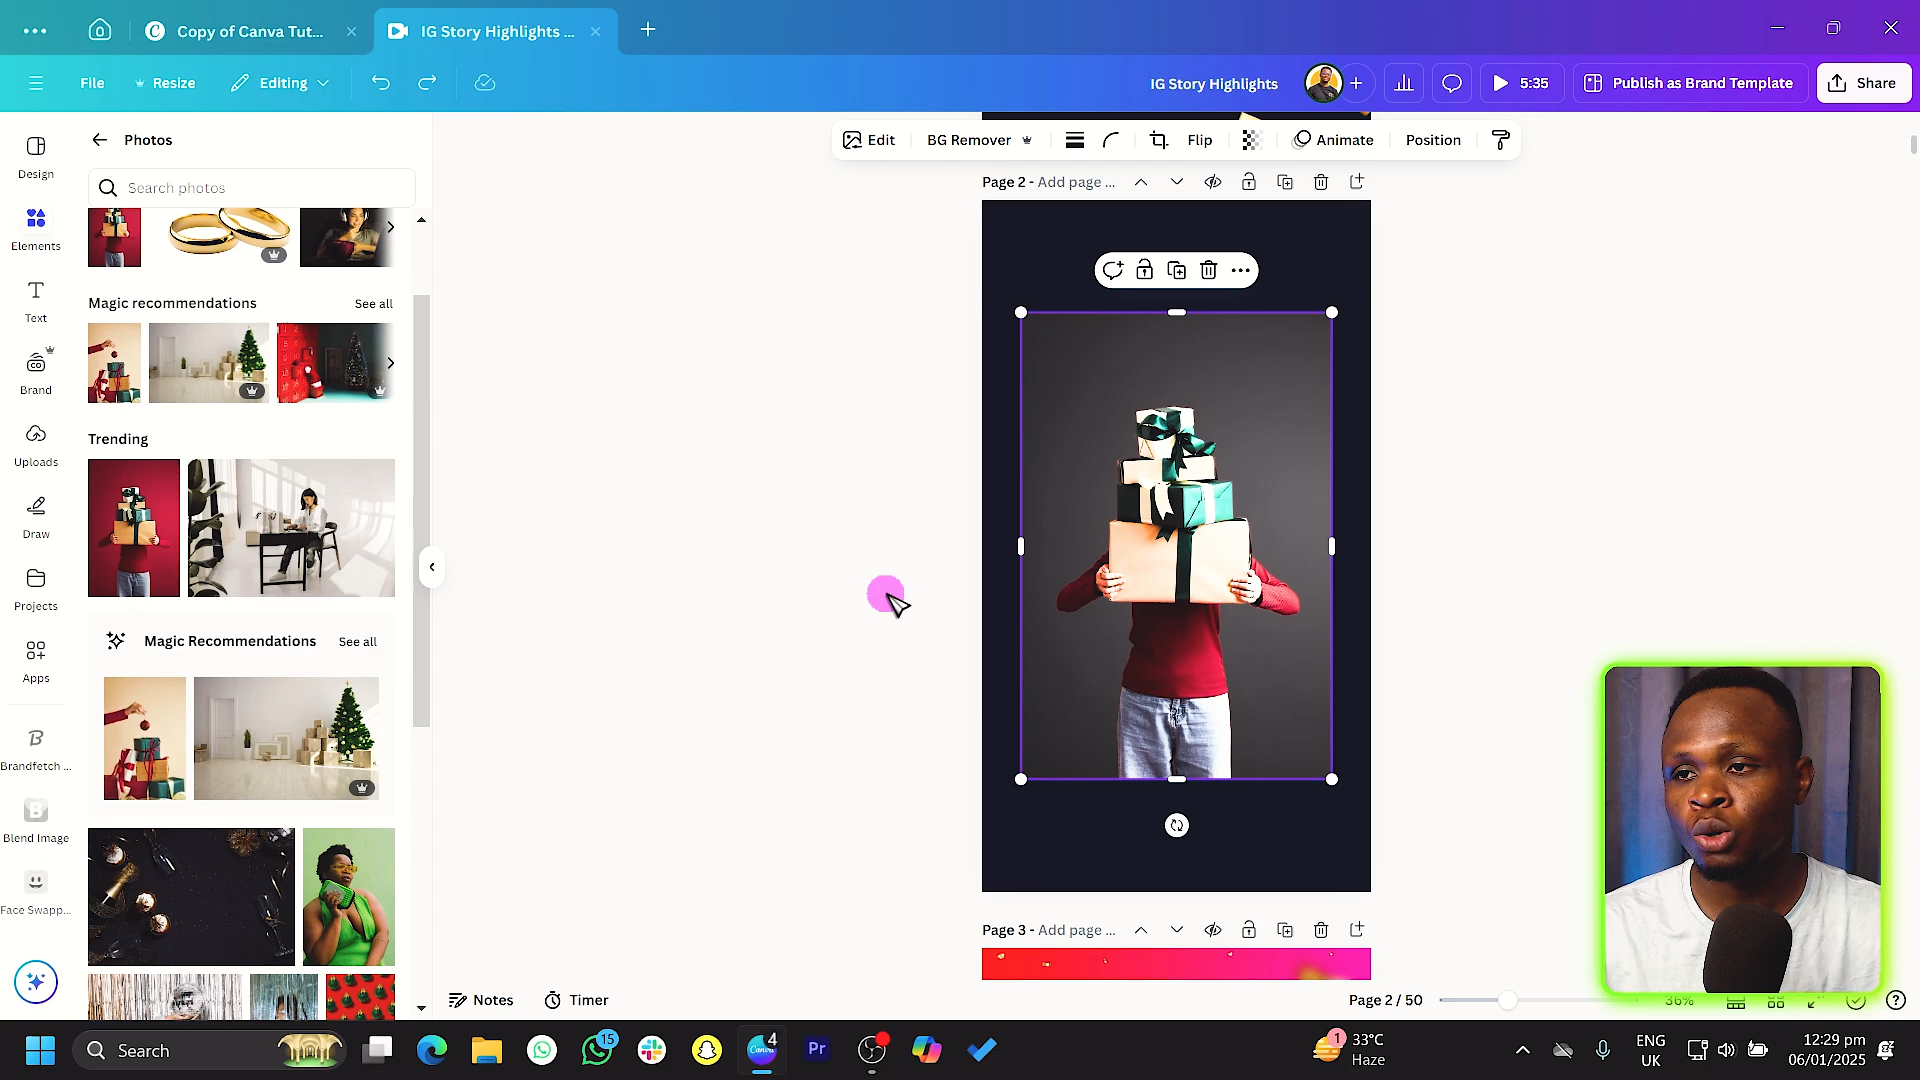 Copy of Canva Tut...
IG Story Highlights ...
File
Resize
Editing
IG Story Highlights
5:35
Publish as Brand Template
Share
Photos
Search photos
Design
Elements
Text
Brand
Uploads
Draw
Projects
Apps
Brandfetch ...
Blend Image
Face Swapp...
Magic recommendations
See all
Trending
Magic Recommendations
See all
Edit
BG Remover
Flip
Animate
Position
Page 2 - Add page ...
Page 3 - Add page ...
Notes
Timer
Page 2 / 50
36%
Search
15
4
Pr
1
33°C
Haze
ENG
UK
12:29 pm
06/01/2025